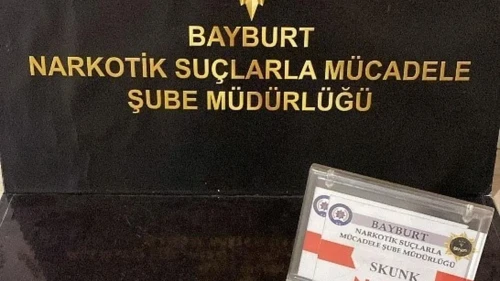 BAYBURT
NARKOTİK SUÇLARLA MÜCADELE
ŞUBE MÜDÜRLÜĞÜ
BAYBURT
NARKOTİK SUÇLARLA
MÜCADELE ŞUBE MÜDÜRLÜĞÜ
SKUNK